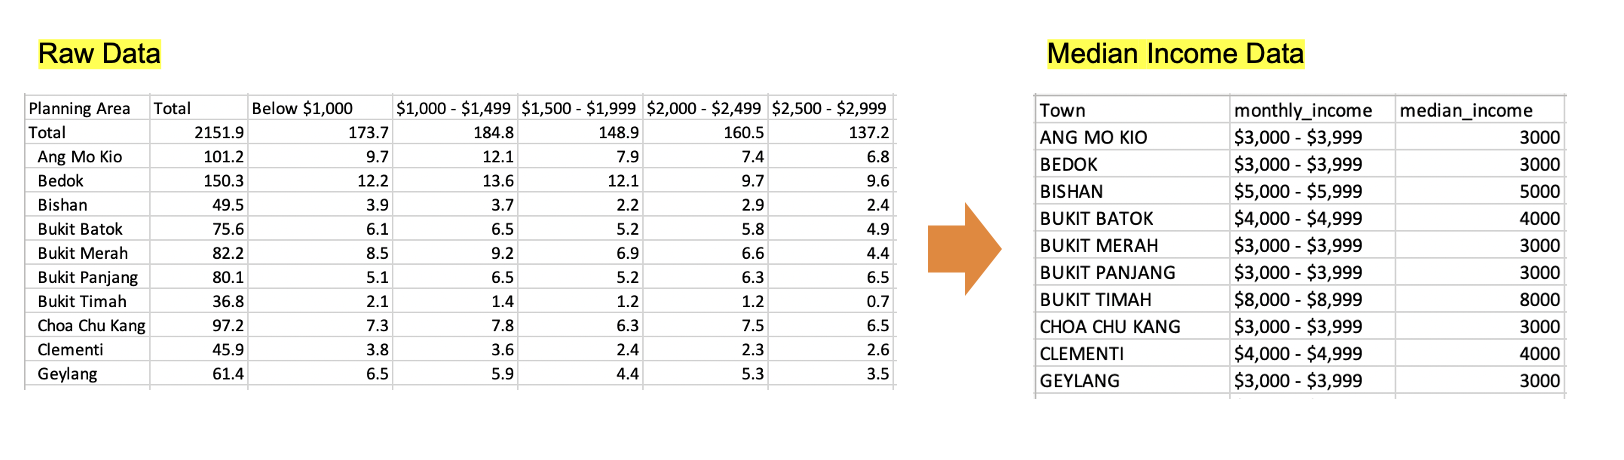 Raw Data
Planning Area Total Below $1,000 $1,000 - $1,499 $1,500 - $1,999 $2,000 - $2,499 $2,500 - $2,999
Total 2151.9 173.7 184.8 148.9 160.5 137.2
Ang Mo Kio 101.2 9.7 12.1 7.9 7.4 6.8
Bedok 150.3 12.2 13.6 12.1 9.7 9.6
Bishan 49.5 3.9 3.7 2.2 2.9 2.4
Bukit Batok 75.6 6.1 6.5 5.2 5.8 4.9
Bukit Merah 82.2 8.5 9.2 6.9 6.6 4.4
Bukit Panjang 80.1 5.1 6.5 5.2 6.3 6.5
Bukit Timah 36.8 2.1 1.4 1.2 1.2 0.7
Choa Chu Kang 97.2 7.3 7.8 6.3 7.5 6.5
Clementi 45.9 3.8 3.6 2.4 2.3 2.6
Geylang 61.4 6.5 5.9 4.4 5.3 3.5
Median Income Data
Town monthly_income median_income
ANG MO KIO $3,000 - $3,999 3000
BEDOK $3,000 - $3,999 3000
BISHAN $5,000 - $5,999 5000
BUKIT BATOK $4,000 - $4,999 4000
BUKIT MERAH $3,000 - $3,999 3000
BUKIT PANJANG $3,000 - $3,999 3000
BUKIT TIMAH $8,000 - $8,999 8000
CHOA CHU KANG $3,000 - $3,999 3000
CLEMENTI $4,000 - $4,999 4000
GEYLANG $3,000 - $3,999 3000